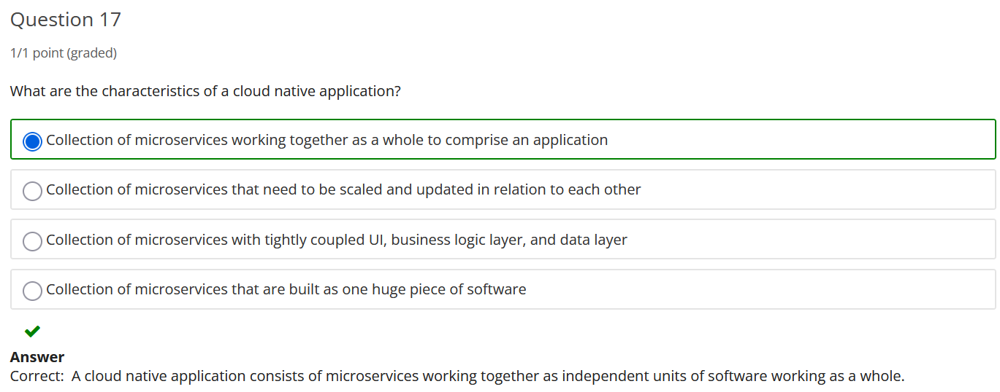 Question 17
1/1 point (graded)
What are the characteristics of a cloud native application?
Collection of microservices working together as a whole to comprise an application
Collection of microservices that need to be scaled and updated in relation to each other
Collection of microservices with tightly coupled UI, business logic layer, and data layer
Collection of microservices that are built as one huge piece of software
Answer
Correct: A cloud native application consists of microservices working together as independent units of software working as a whole.